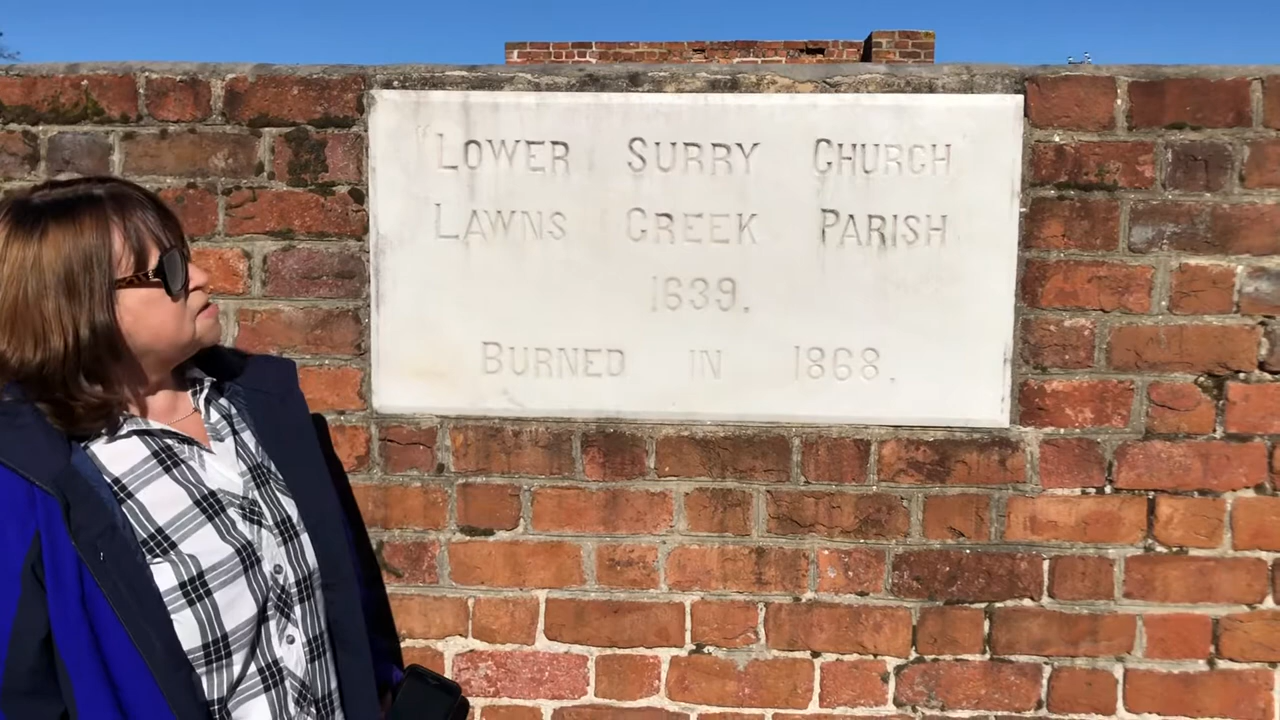 "LOWER SURRY CHURCH
LAWNS CREEK PARISH
1639.
BURNED IN 1868.